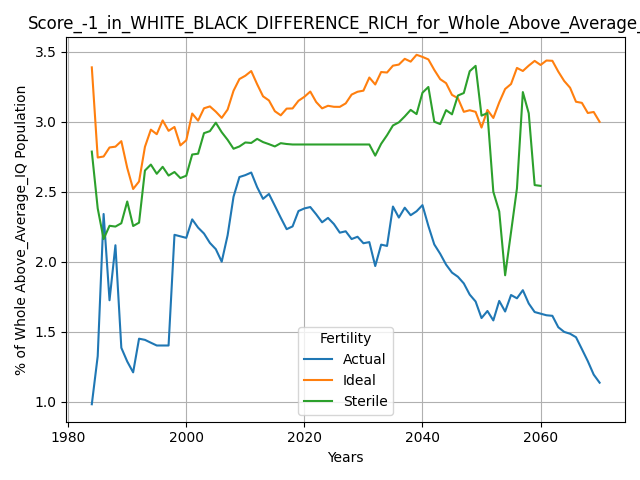 Score_-1_in_WHITE_BLACK_DIFFERENCE_RICH_for_Whole_Above_Average_
3.5
3.0
2.5
2.0
1.5
1.0
% of Whole Above_Average_IQ Population
Fertility
Actual
Ideal
Sterile
1980
2000
2020
2040
2060
Years